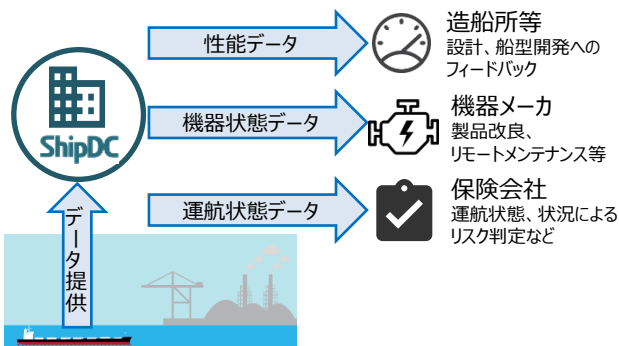 性能データ
造船所等
設計、船型開発への
フィードバック
ShipDC
機器状態データ
機器メーカ
製品改良、
リモートメンテナンス等
運航状態データ
保険会社
運航状態、状況による
リスク判定など
データ提供